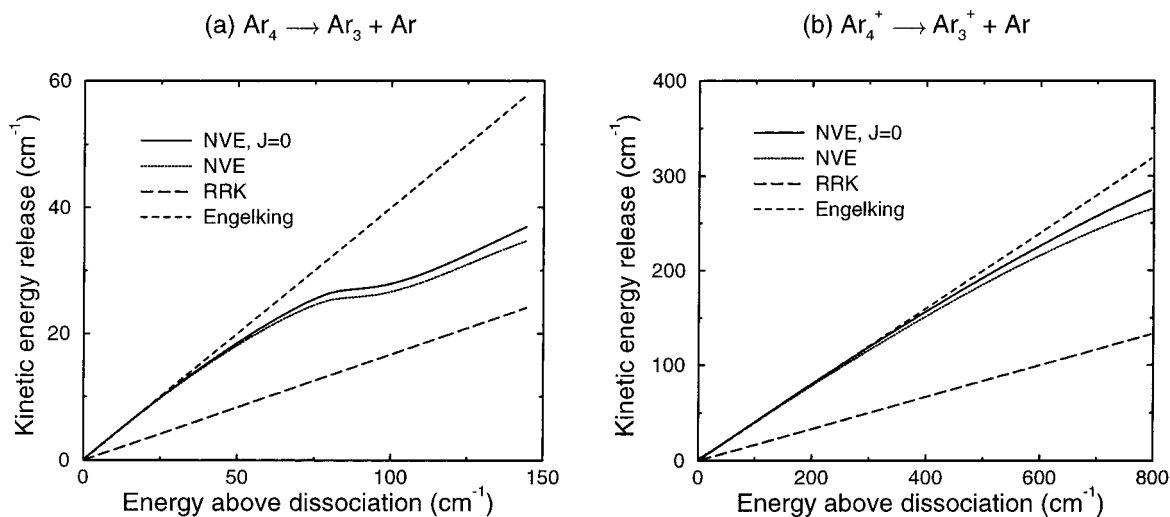 (a) Ar₄ ⟶ Ar₃ + Ar
60
40
20
0
Kinetic energy release (cm⁻¹)
NVE, J=0
NVE
RRK
Engelking
0 50 100 150
Energy above dissociation (cm⁻¹)
(b) Ar₄⁺ ⟶ Ar₃⁺ + Ar
400
300
200
100
0
Kinetic energy release (cm⁻¹)
NVE, J=0
NVE
RRK
Engelking
0 200 400 600 800
Energy above dissociation (cm⁻¹)